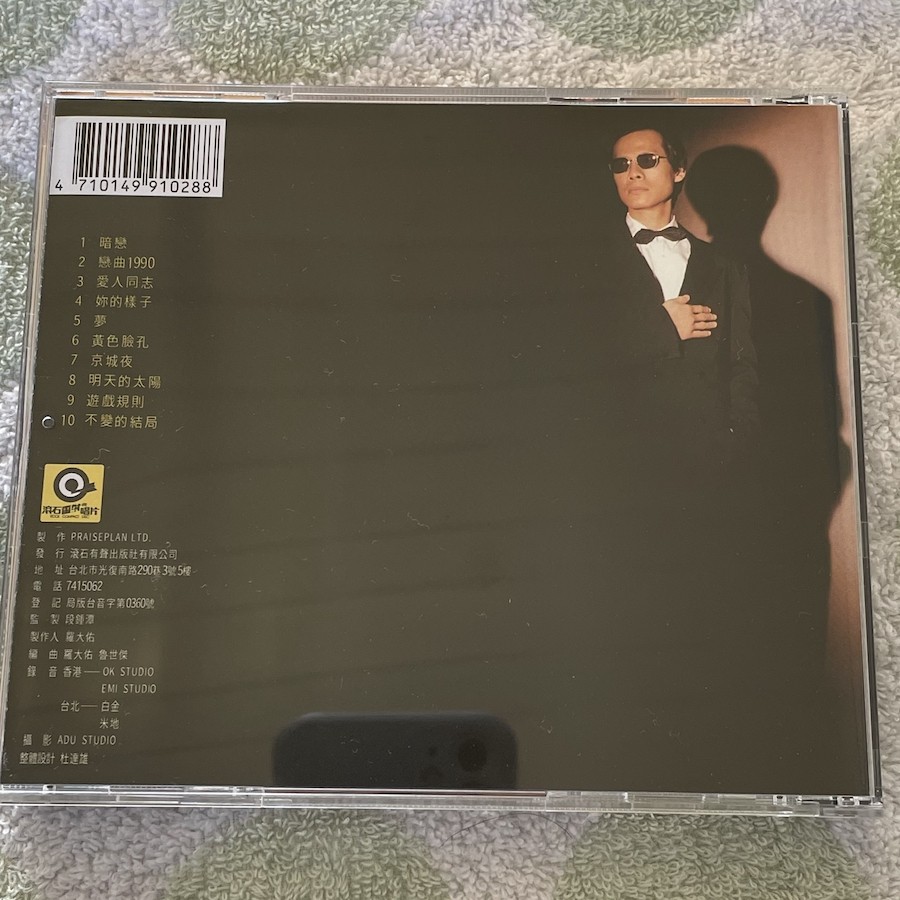 4 710149 910288
1 暗戀
2 戀曲1990
3 愛人同志
4 妳的樣子
5 夢
6 黃色臉孔
7 京城夜
8 明天的太陽
9 遊戲規則
10 不變的結局
滾石雷射唱片
製 作 PRAISEPLAN LTD.
發 行 滾石有聲出版社有限公司
地 址 台北市光復南路290巷3號5樓
電 話 7415062
登 記 局版台音字第0360號
監 製 段鍾潭
製作人 羅大佑
編 曲 羅大佑 魯世傑
錄 音 香港——OK STUDIO
EMI STUDIO
台北——白金
米地
攝 影 ADU STUDIO
整體設計 杜達雄